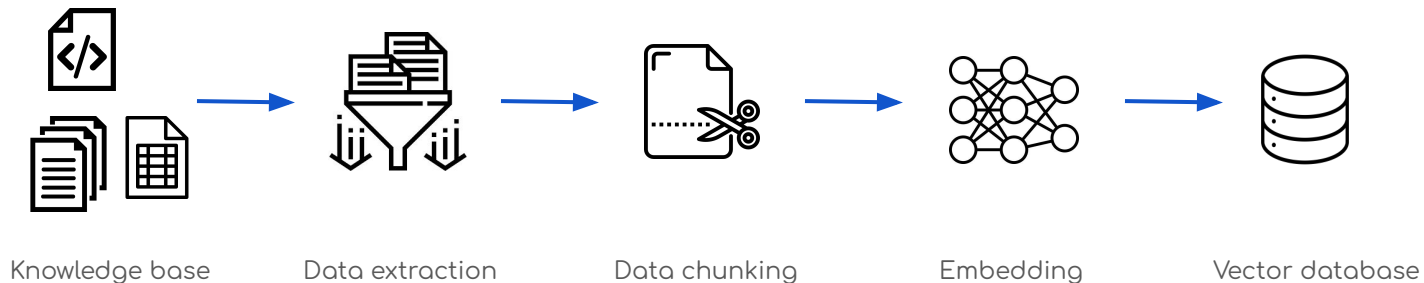 Knowledge base
Data extraction
Data chunking
Embedding
Vector database